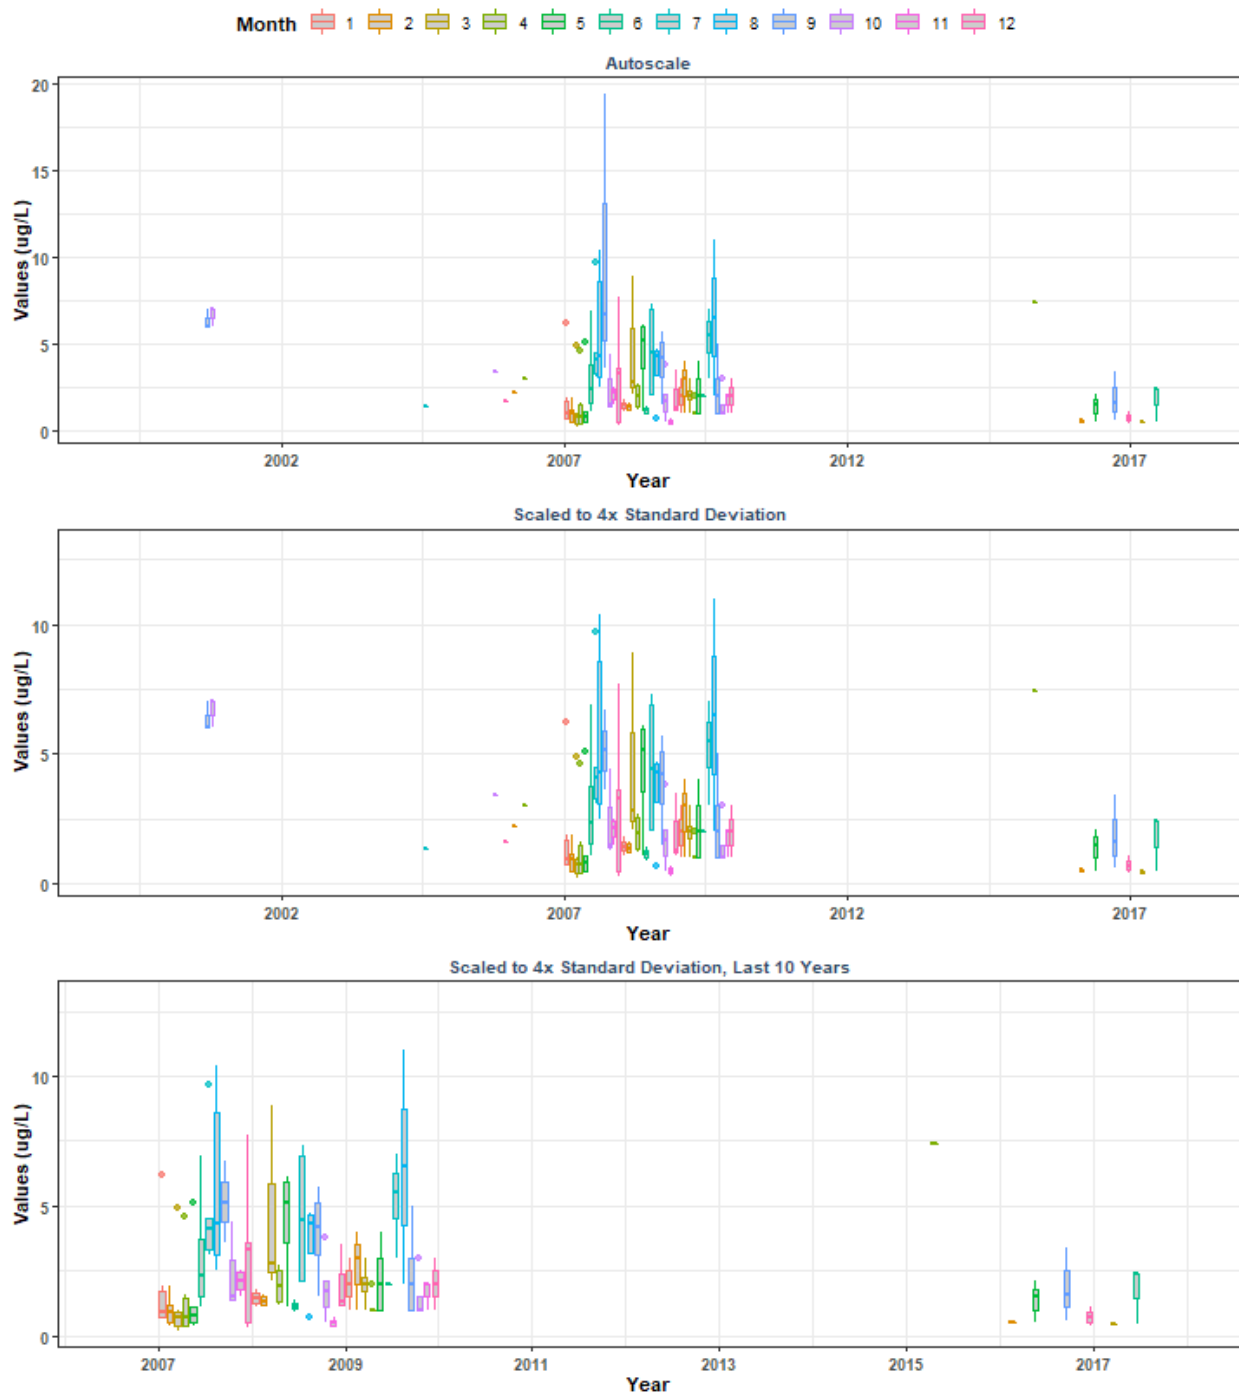 Month 1 2 3 4 5 6 7 8 9 10 11 12
Autoscale
20
15
10
5
0
Values (ug/L)
2002 2007 2012 2017
Year
Scaled to 4x Standard Deviation
10
5
0
Values (ug/L)
2002 2007 2012 2017
Year
Scaled to 4x Standard Deviation, Last 10 Years
10
5
0
Values (ug/L)
2007 2009 2011 2013 2015 2017
Year